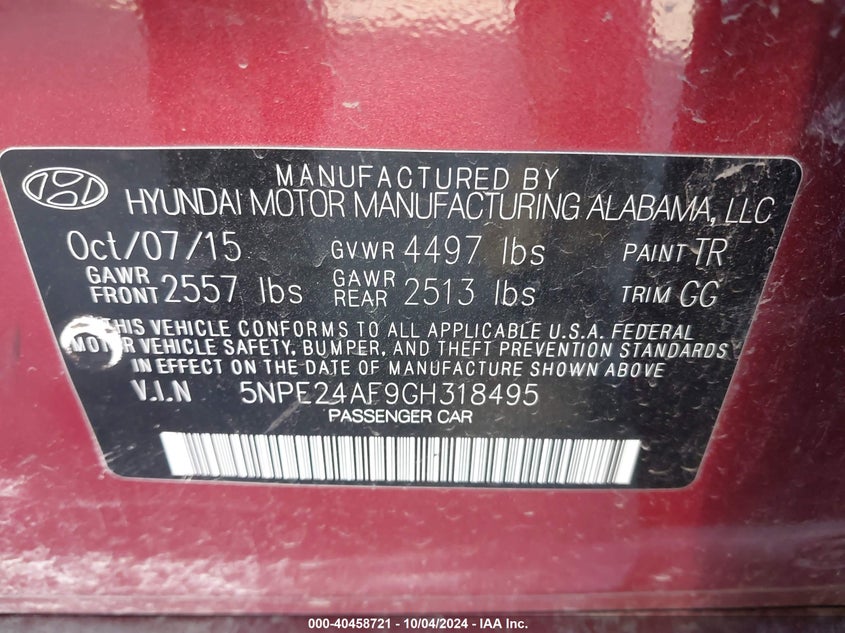 MANUFACTURED BY
HYUNDAI MOTOR MANUFACTURING ALABAMA, LLC
Oct/07/15 GVWR 4497 lbs PAINT TR
GAWR FRONT 2557 lbs GAWR REAR 2513 lbs TRIM GG
THIS VEHICLE CONFORMS TO ALL APPLICABLE U.S.A. FEDERAL
MOTOR VEHICLE SAFETY, BUMPER, AND THEFT PREVENTION STANDARDS
IN EFFECT ON THE DATE OF MANUFACTURE SHOWN ABOVE.
V.I.N 5NPE24AF9GH318495
PASSENGER CAR
000-40458721 - 10/04/2024 - IAA Inc.